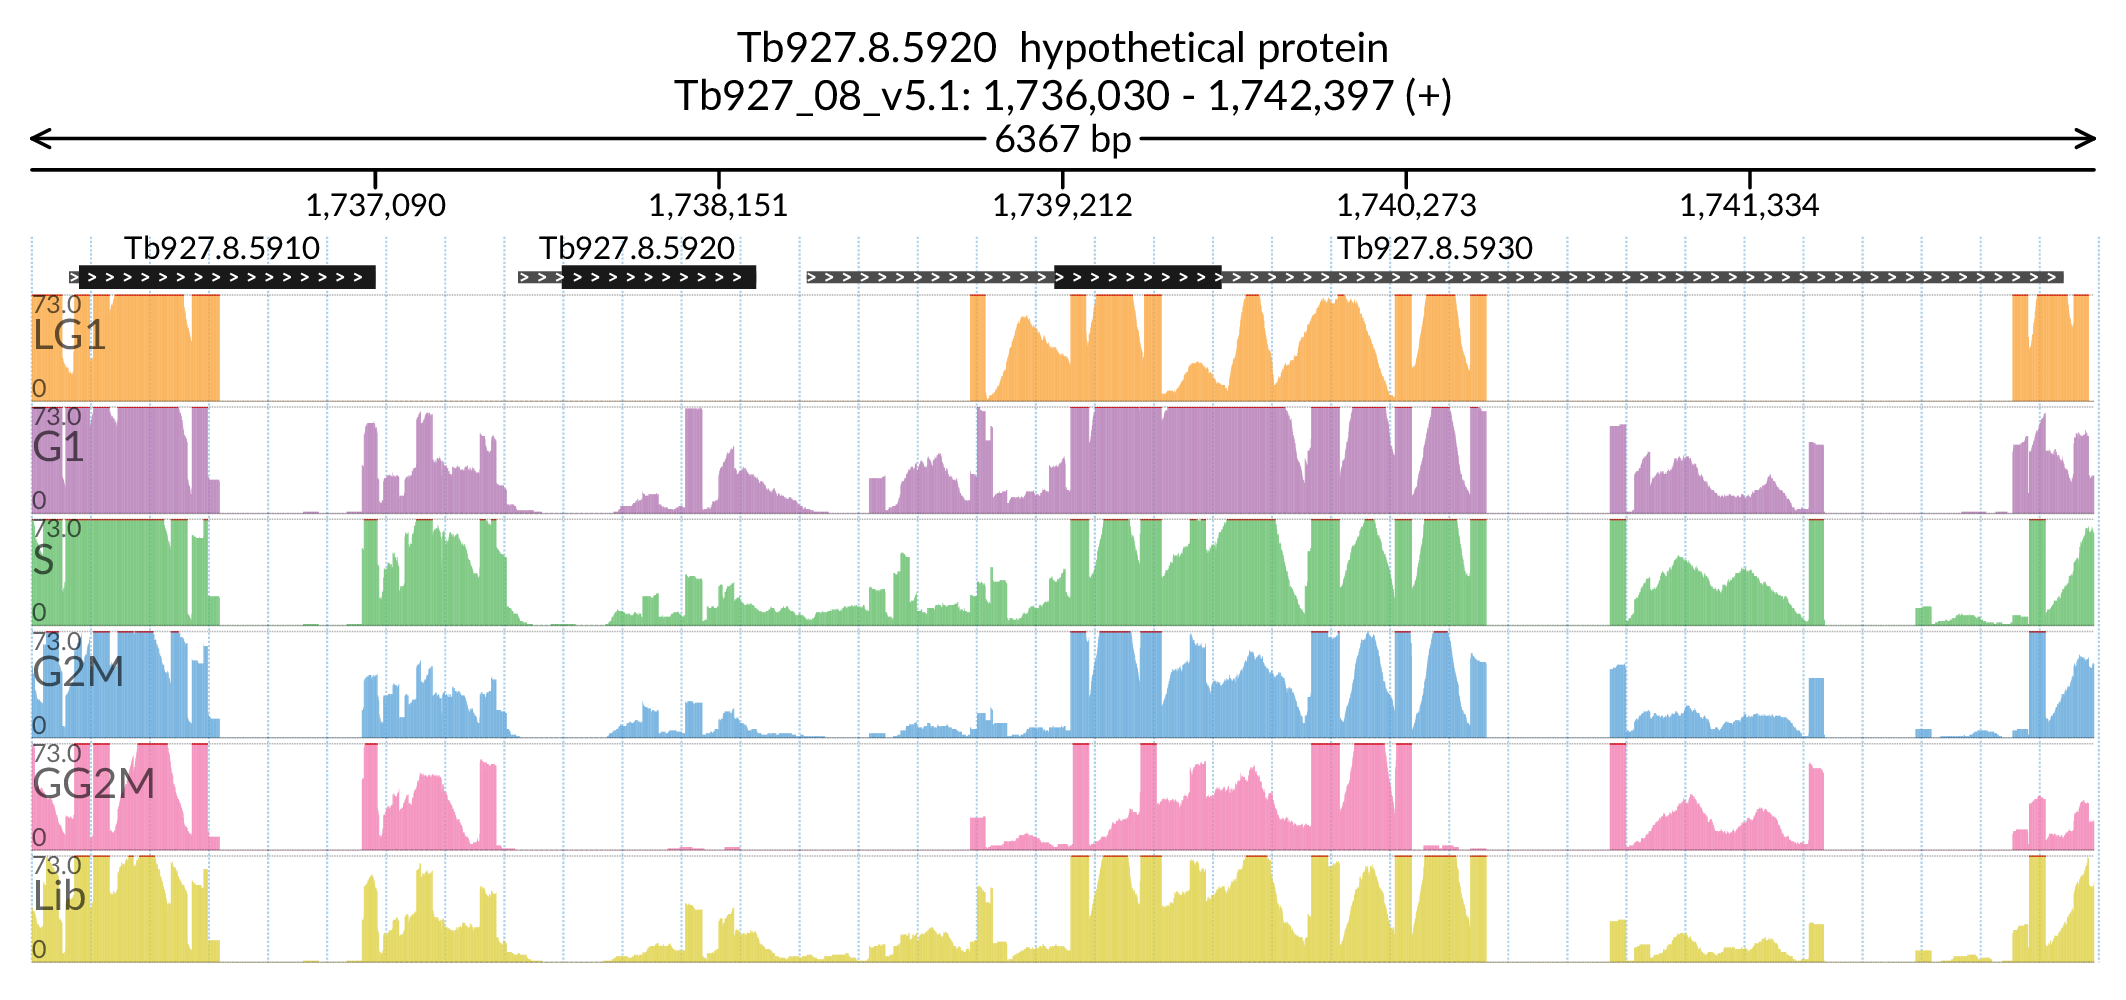 Tb927.8.5920 hypothetical protein
Tb927_08_v5.1: 1,736,030 - 1,742,397 (+)
6367 bp
1,737,090 1,738,151 1,739,212 1,740,273 1,741,334
Tb927.8.5910 Tb927.8.5920 Tb927.8.5930
73.0
LG1
0
73.0
G1
0
73.0
S
0
73.0
G2M
0
73.0
GG2M
0
73.0
Lib
0